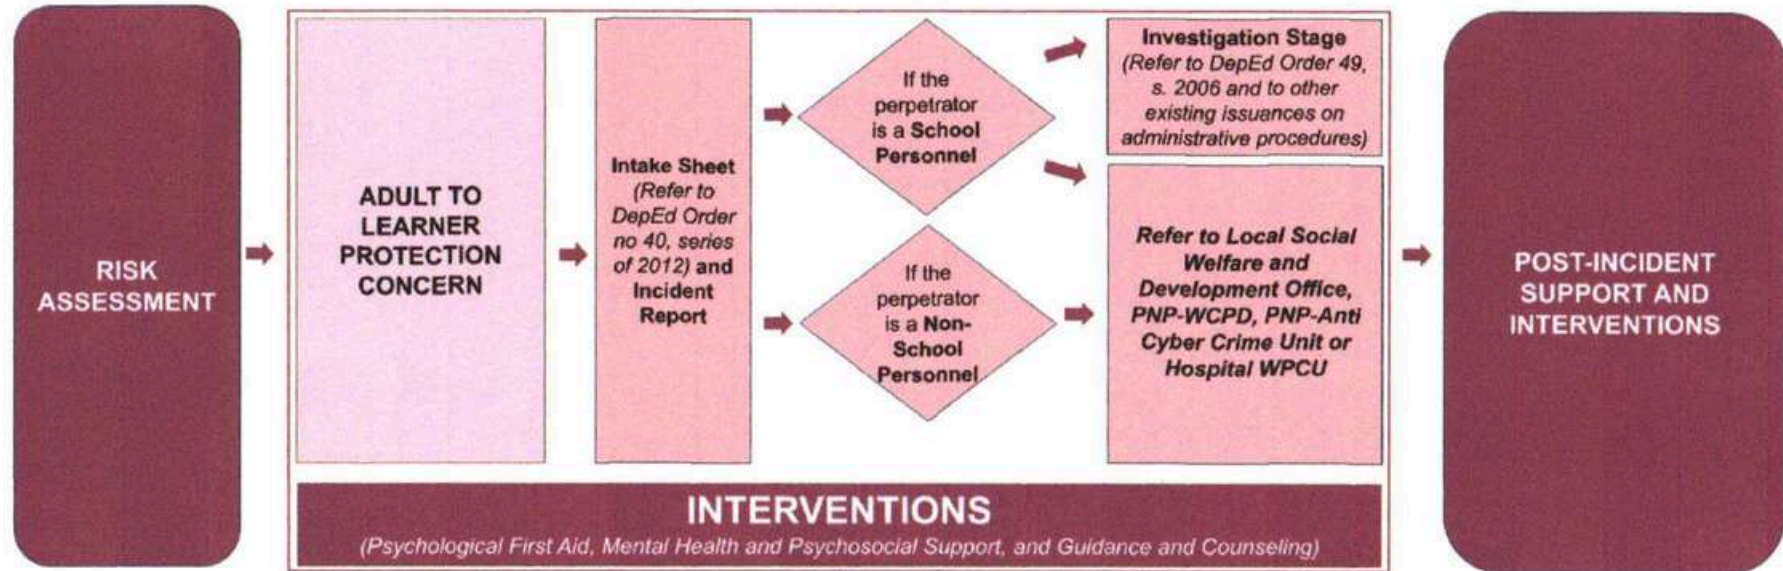 RISK
ASSESSMENT
ADULT TO
LEARNER
PROTECTION
CONCERN
Intake Sheet
(Refer to
DepEd Order
no 40, series
of 2012) and
Incident
Report
If the
perpetrator
is a School
Personnel
If the
perpetrator
is a Non-
School
Personnel
Investigation Stage
(Refer to DepEd Order 49,
s. 2006 and to other
existing issuances on
administrative procedures)
Refer to Local Social
Welfare and
Development Office,
PNP-WCPD, PNP-Anti
Cyber Crime Unit or
Hospital WPCU
POST-INCIDENT
SUPPORT AND
INTERVENTIONS
INTERVENTIONS
(Psychological First Aid, Mental Health and Psychosocial Support, and Guidance and Counseling)